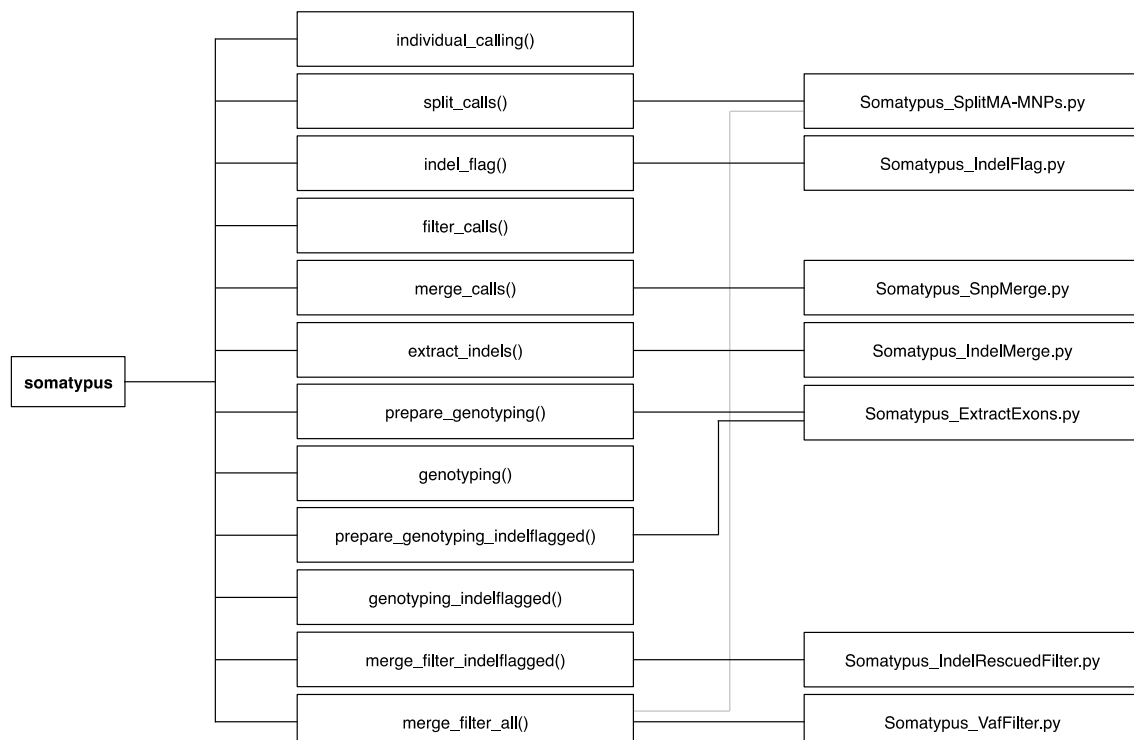 individual_calling()
split_calls()
Somatypus_SplitMA-MNPs.py
indel_flag()
Somatypus_IndelFlag.py
filter_calls()
merge_calls()
Somatypus_SnpMerge.py
extract_indels()
Somatypus_IndelMerge.py
somatypus
prepare_genotyping()
Somatypus_ExtractExons.py
genotyping()
prepare_genotyping_indelflagged()
genotyping_indelflagged()
merge_filter_indelflagged()
Somatypus_IndelRescuedFilter.py
merge_filter_all()
Somatypus_VafFilter.py